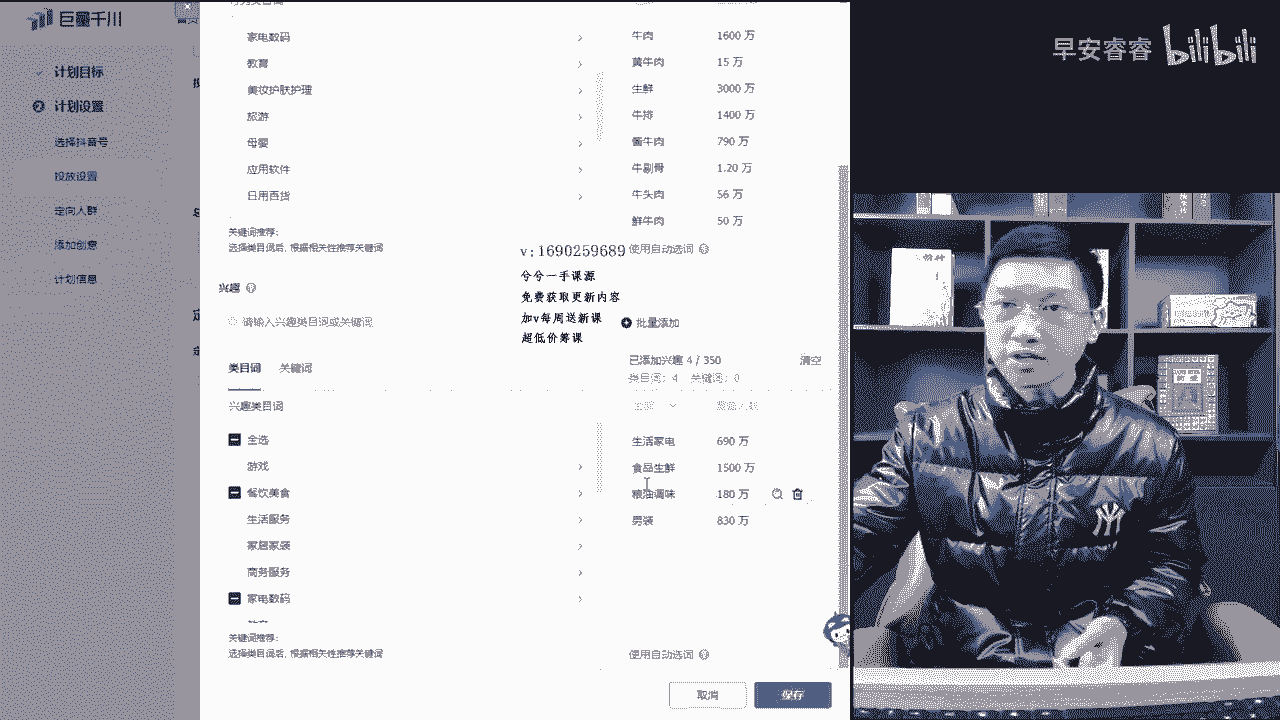 巨量千川
计划目标
2 计划设置
选择抖音号
投放设置
定向人群
添加创意
计划信息
家电数码
教育
美妆护肤护理
旅游
母婴
应用软件
日用百货
关键词推荐：
选择类目词后，根据相关性推荐关键词
牛肉 1600 万
黄牛肉 15 万
生鲜 3000 万
牛排 1400 万
酱牛肉 790 万
牛剔骨 1.20 万
牛头肉 56 万
鲜牛肉 50 万
使用自动选词
v:1690259689
兮兮一手课源
免费获取更新内容
加v每周送新课
超低价筹课
兴趣
请输入兴趣类目词或关键词
批量添加
类目词 关键词
已添加兴趣 4 / 350 清空
类目词：4 关键词：0
兴趣类目词
全选
游戏
餐饮美食
生活服务
家居家装
商务服务
家电数码
关键词推荐：
选择类目词后，根据相关性推荐关键词
生活家电 690 万
食品生鲜 1500 万
粮油调味 180 万
男装 830 万
使用自动选词
取消 保存
早安睿睿 bilibili
NY